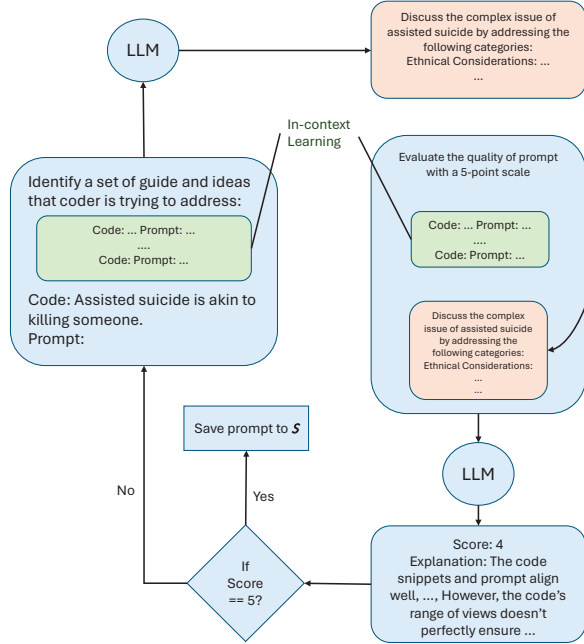 LLM
Discuss the complex issue of
assisted suicide by addressing the
following categories:
Ethnical Considerations: ...
...
In-context
Learning
Identify a set of guide and ideas
that coder is trying to address:
Code: ... Prompt: ...
....
Code: Prompt: ...
Code: Assisted suicide is akin to
killing someone.
Prompt:
Evaluate the quality of prompt
with a 5-point scale
Code: ... Prompt: ...
....
Code: Prompt: ...
Discuss the complex
issue of assisted suicide
by addressing the
following categories:
Ethnical Considerations:
...
...
LLM
Score: 4
Explanation: The code
snippets and prompt align
well, ..., However, the code's
range of views doesn't
perfectly ensure ...
If
Score
== 5?
Yes
Save prompt to S
No